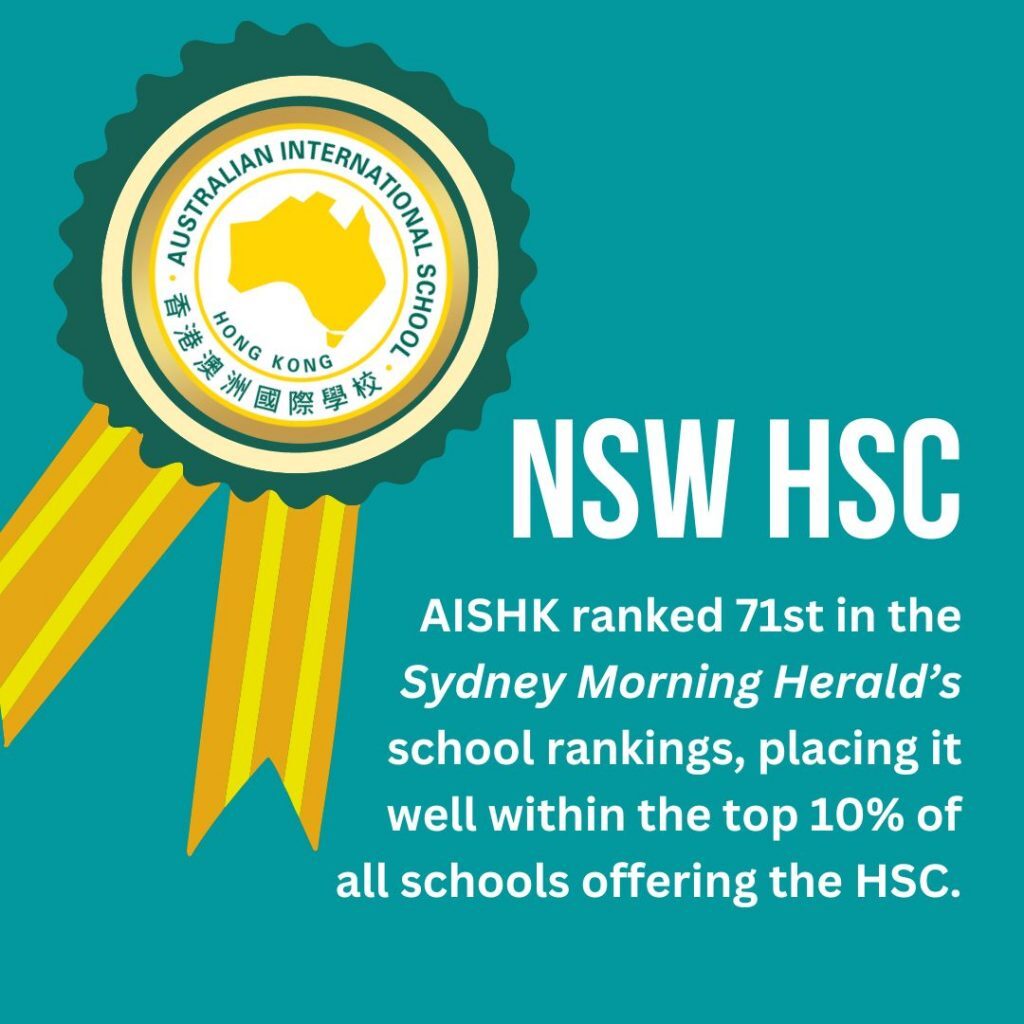 AUSTRALIAN INTERNATIONAL SCHOOL
HONG KONG
香港澳洲國際學校
NSW HSC
AISHK ranked 71st in the
Sydney Morning Herald’s
school rankings, placing it
well within the top 10% of
all schools offering the HSC.